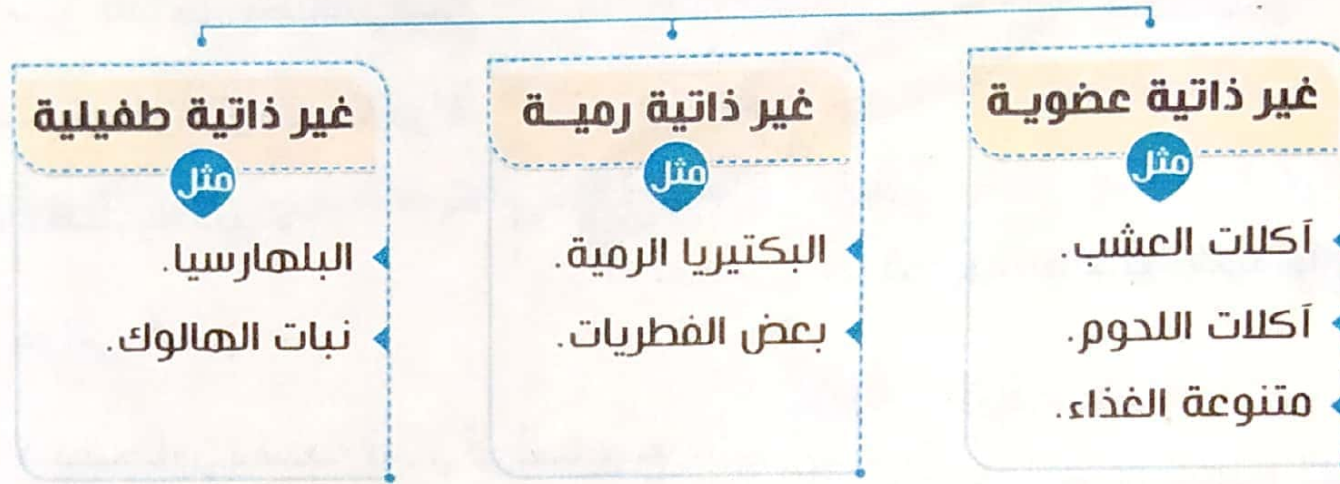 غير ذاتية عضوية
مثل
آكلات العشب.
آكلات اللحوم.
متنوعة الغذاء.
غير ذاتية رميـة
مثل
البكتيريا الرمية.
بعض الفطريات.
غير ذاتية طفيلية
مثل
البلهارسيا.
نبات الهالوك.